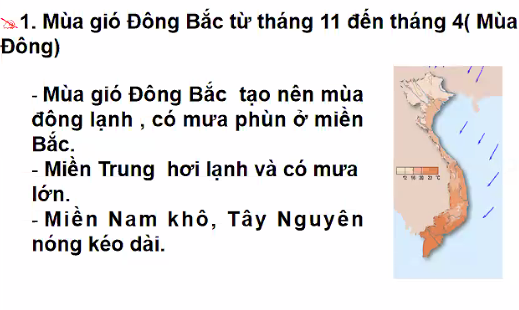 1. Mùa gió Đông Bắc từ tháng 11 đến tháng 4( Mùa
Đông)
- Mùa gió Đông Bắc tạo nên mùa
đông lạnh , có mưa phùn ở miền
Bắc.
- Miền Trung hơi lạnh và có mưa
lớn.
- Miền Nam khô, Tây Nguyên
nóng kéo dài.